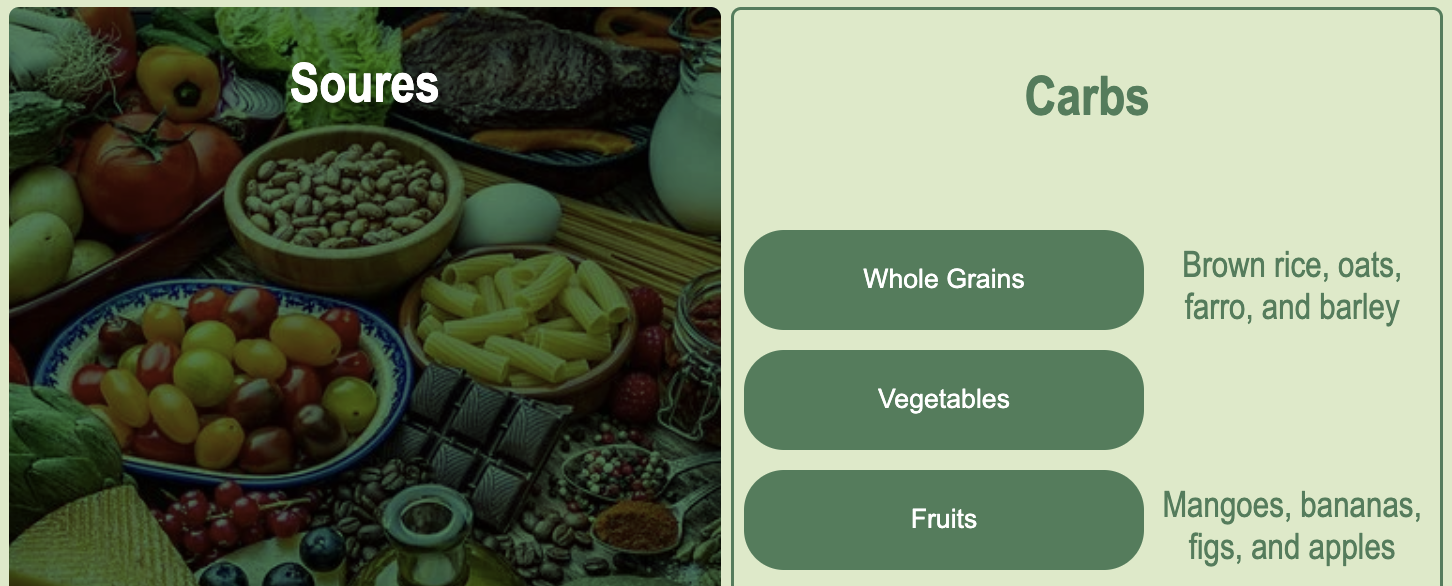 Soures
Carbs
Whole Grains
Brown rice, oats,
farro, and barley
Vegetables
Fruits
Mangoes, bananas,
figs, and apples